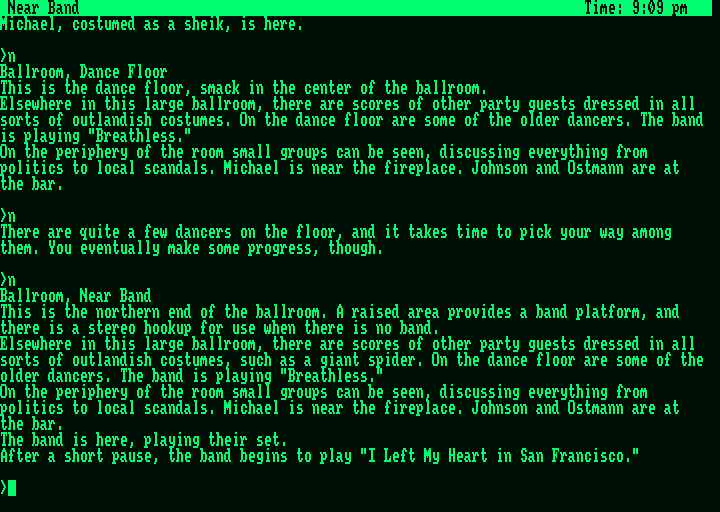 Near Band Time: 9:09 pm
Michael, costumed as a sheik, is here.
>n
Ballroom, Dance Floor
This is the dance floor, smack in the center of the ballroom.
Elsewhere in this large ballroom, there are scores of other party guests dressed in all
sorts of outlandish costumes. On the dance floor are some of the older dancers. The band
is playing "Breathless."
On the periphery of the room small groups can be seen, discussing everything from
politics to local scandals. Michael is near the fireplace. Johnson and Ostmann are at
the bar.
>n
There are quite a few dancers on the floor, and it takes time to pick your way among
them. You eventually make some progress, though.
>n
Ballroom, Near Band
This is the northern end of the ballroom. A raised area provides a band platform, and
there is a stereo hookup for use when there is no band.
Elsewhere in this large ballroom, there are scores of other party guests dressed in all
sorts of outlandish costumes, such as a giant spider. On the dance floor are some of the
older dancers. The band is playing "Breathless."
On the periphery of the room small groups can be seen, discussing everything from
politics to local scandals. Michael is near the fireplace. Johnson and Ostmann are at
the bar.
The band is here, playing their set.
After a short pause, the band begins to play "I Left My Heart in San Francisco."
>